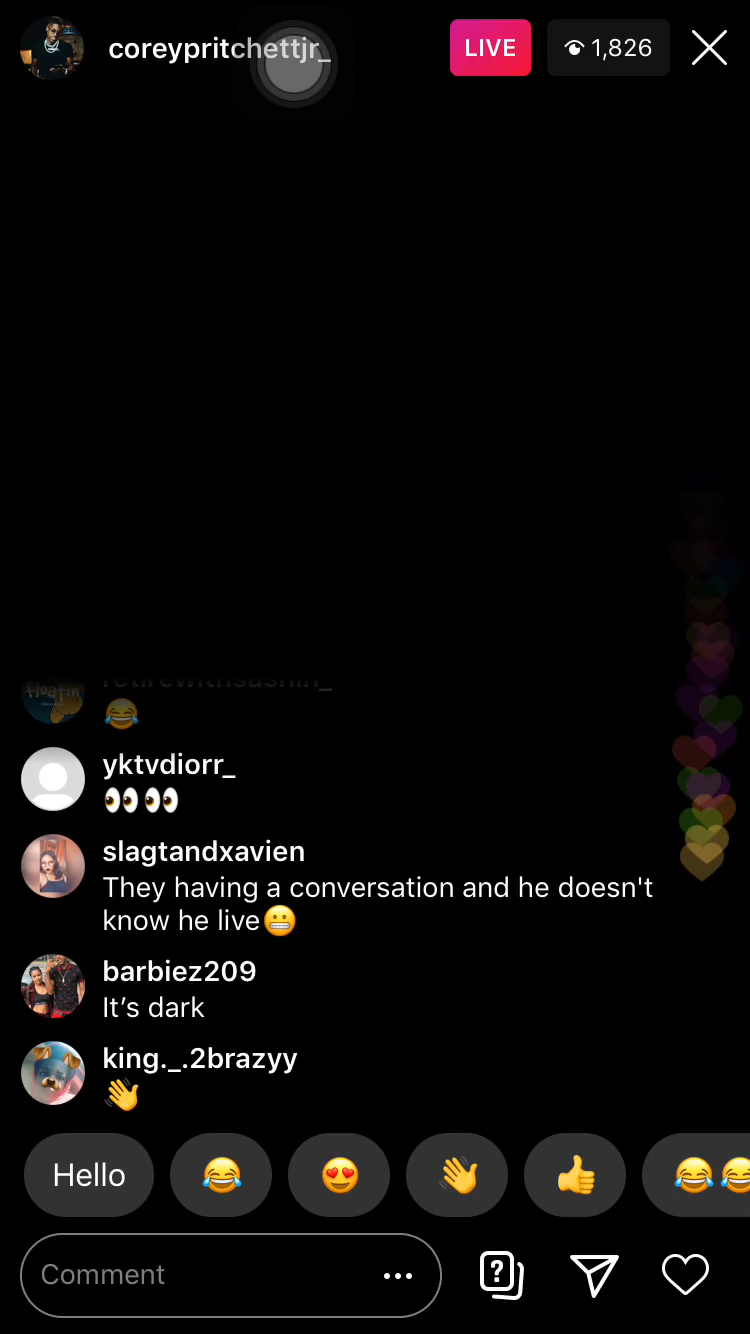 coreypritchettjr_
LIVE
1,826
😂
yktvdiorr_
👀👀
slagtandxavien
They having a conversation and he doesn't
know he live😬
barbiez209
It’s dark
king._.2brazyy
👋
Hello 😂 😍 👋 👍 😂😂
Comment